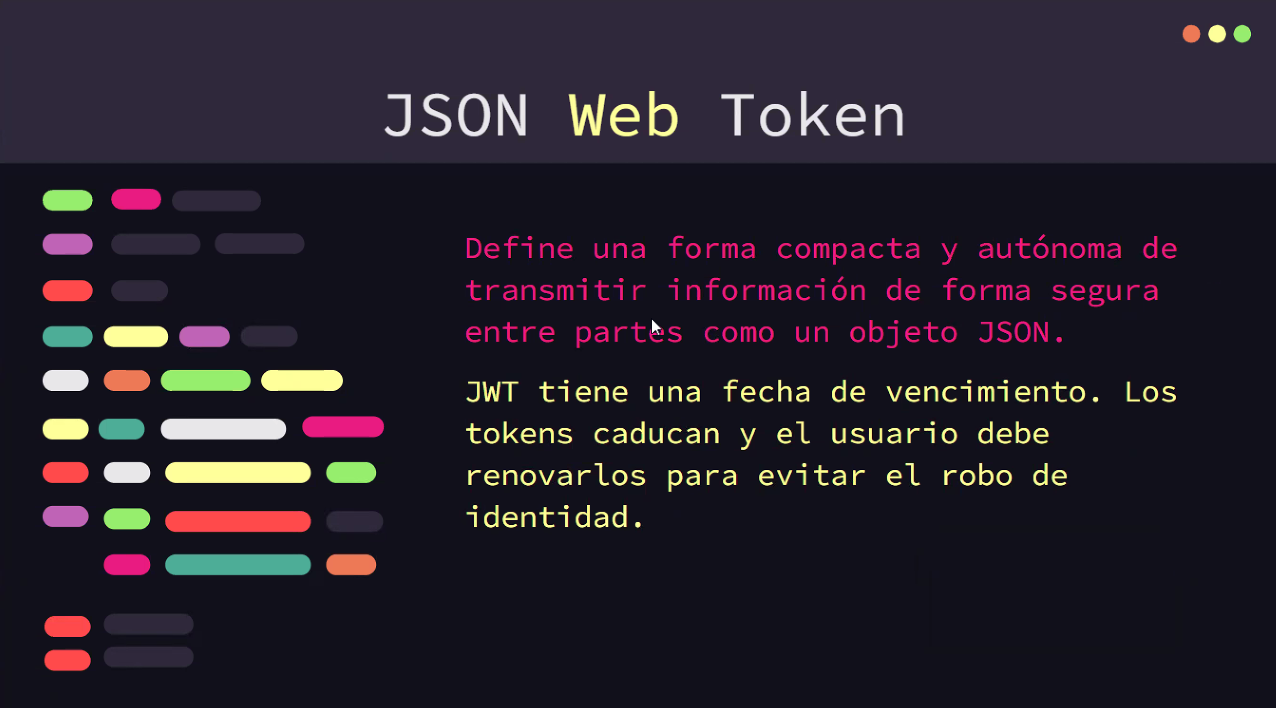 JSON Web Token
Define una forma compacta y autónoma de
transmitir información de forma segura
entre partes como un objeto JSON.
JWT tiene una fecha de vencimiento. Los
tokens caducan y el usuario debe
renovarlos para evitar el robo de
identidad.